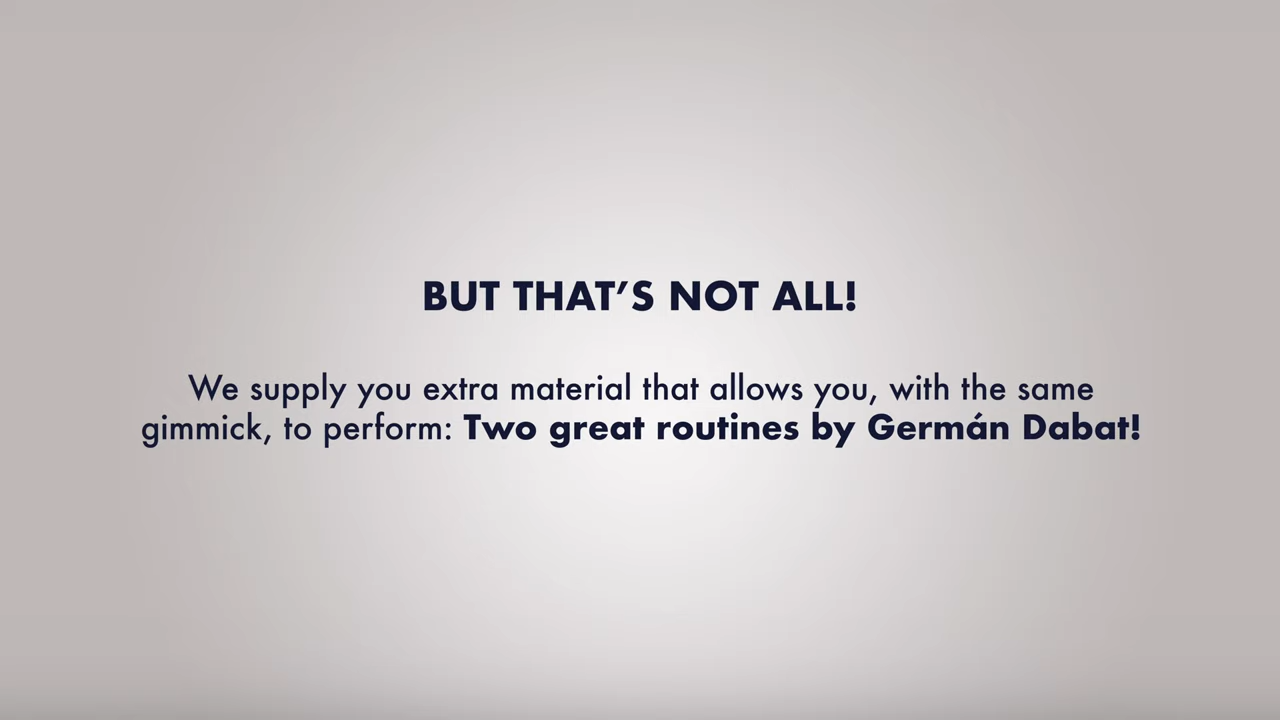 BUT THAT’S NOT ALL!
We supply you extra material that allows you, with the same
gimmick, to perform: Two great routines by Germán Dabat!